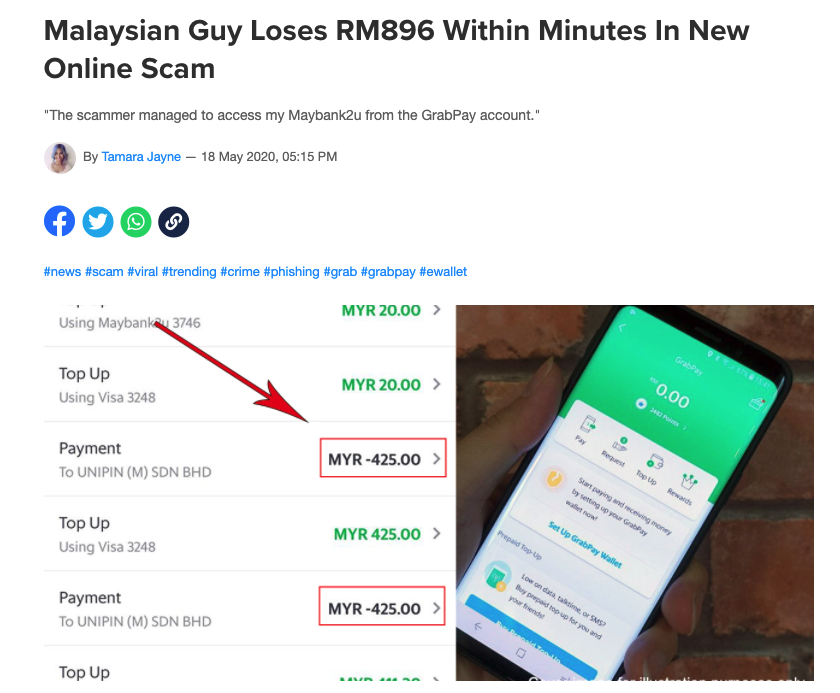 Malaysian Guy Loses RM896 Within Minutes In New
Online Scam
"The scammer managed to access my Maybank2u from the GrabPay account."
By Tamara Jayne — 18 May 2020, 05:15 PM
#news #scam #viral #trending #crime #phishing #grab #grabpay #ewallet
MYR 20.00
Using Maybank2u 3746
Top Up
MYR 20.00
Using Visa 3248
Payment
MYR -425.00
To UNIPIN (M) SDN BHD
Top Up
MYR 425.00
Using Visa 3248
Payment
MYR -425.00
To UNIPIN (M) SDN BHD
Top Up
GrabPay
0.00
2482 Points
Pay
Request
Top Up
Rewards
Start paying and receiving money
by setting up your GrabPay
wallet now!
Set Up GrabPay Wallet
Prepaid Top-Up
Low on data, talktime, or SMS?
Buy prepaid top-up for you and
your friends!
Buy Prepaid Top-Up
for illustration purposes only